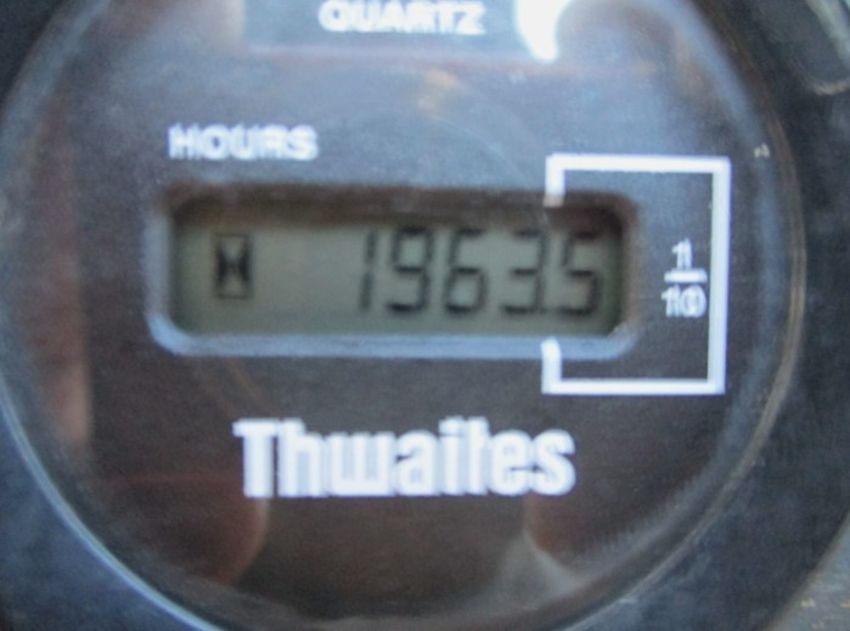 QUARTZ
HOURS
1963.5
1/10
Thwaites